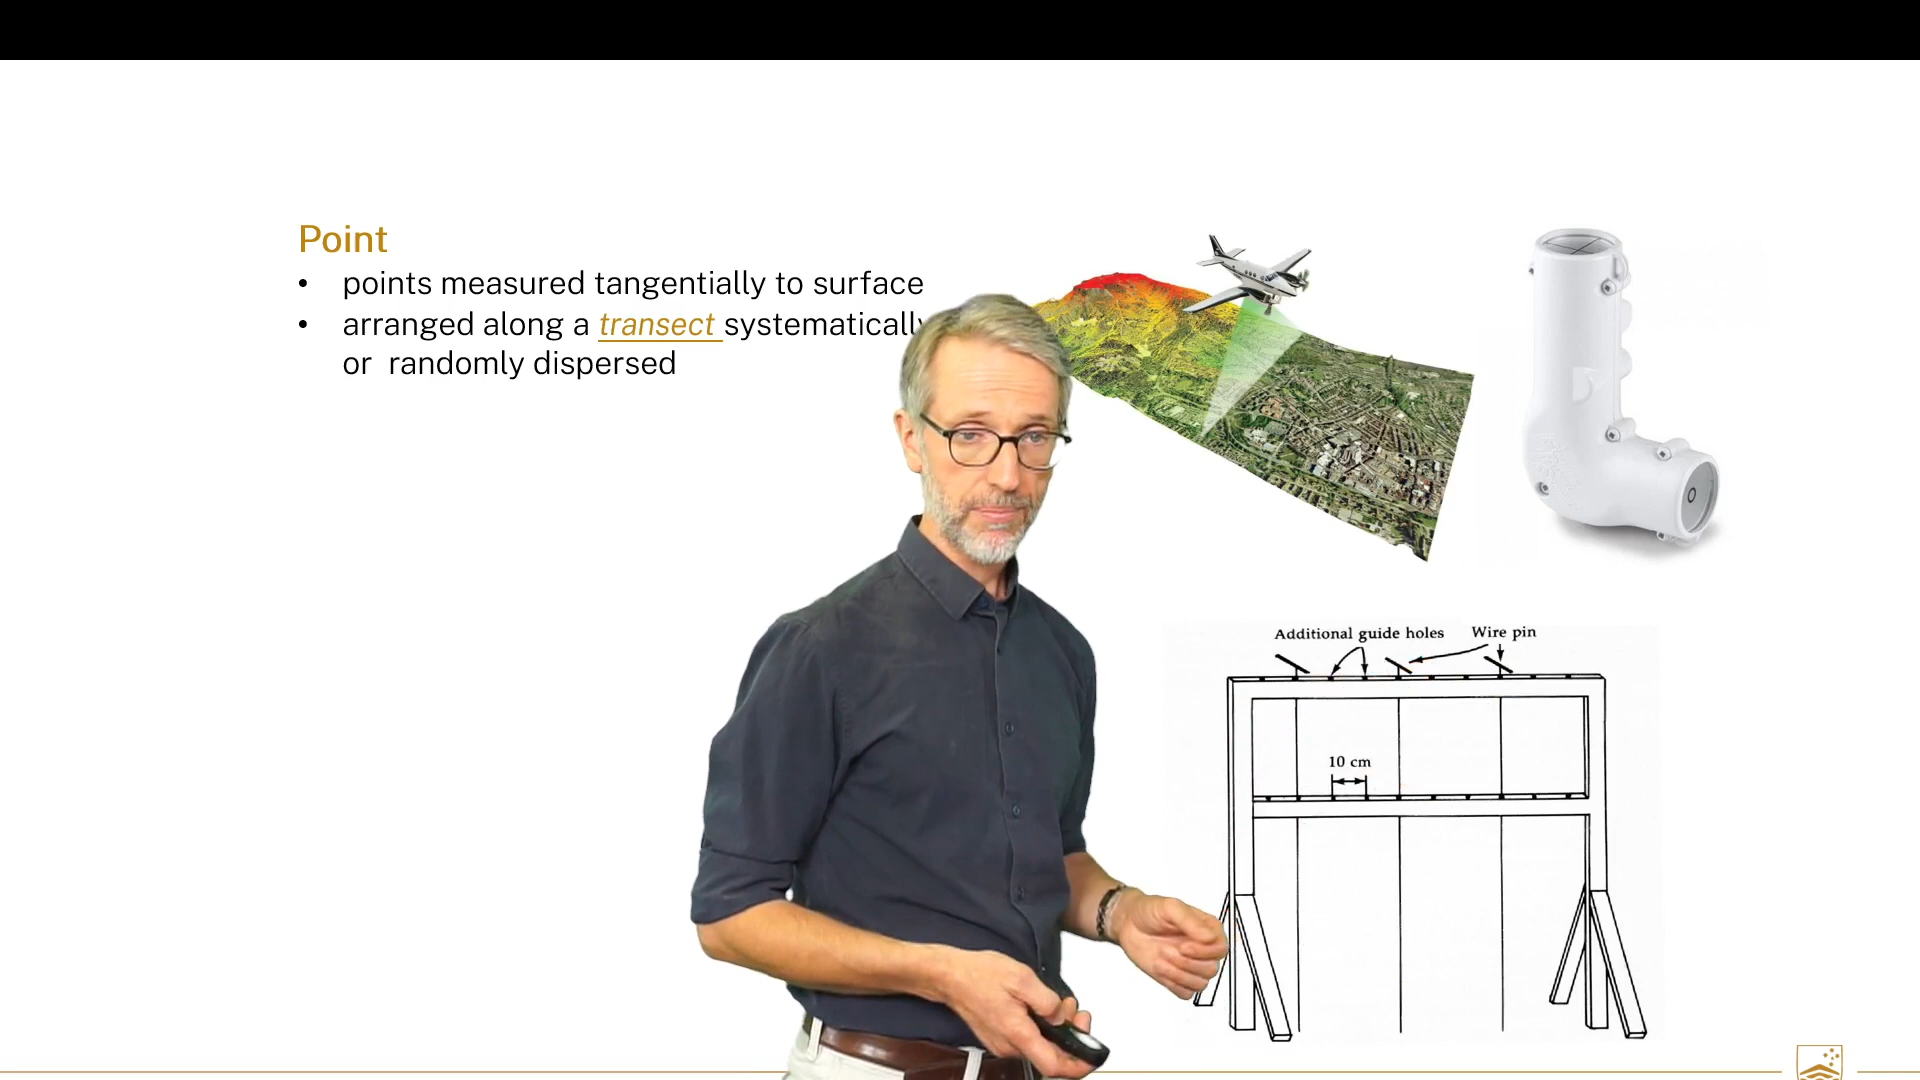 Point
• points measured tangentially to surface
• arranged along a transect systematically
or randomly dispersed
Additional guide holes Wire pin
10 cm